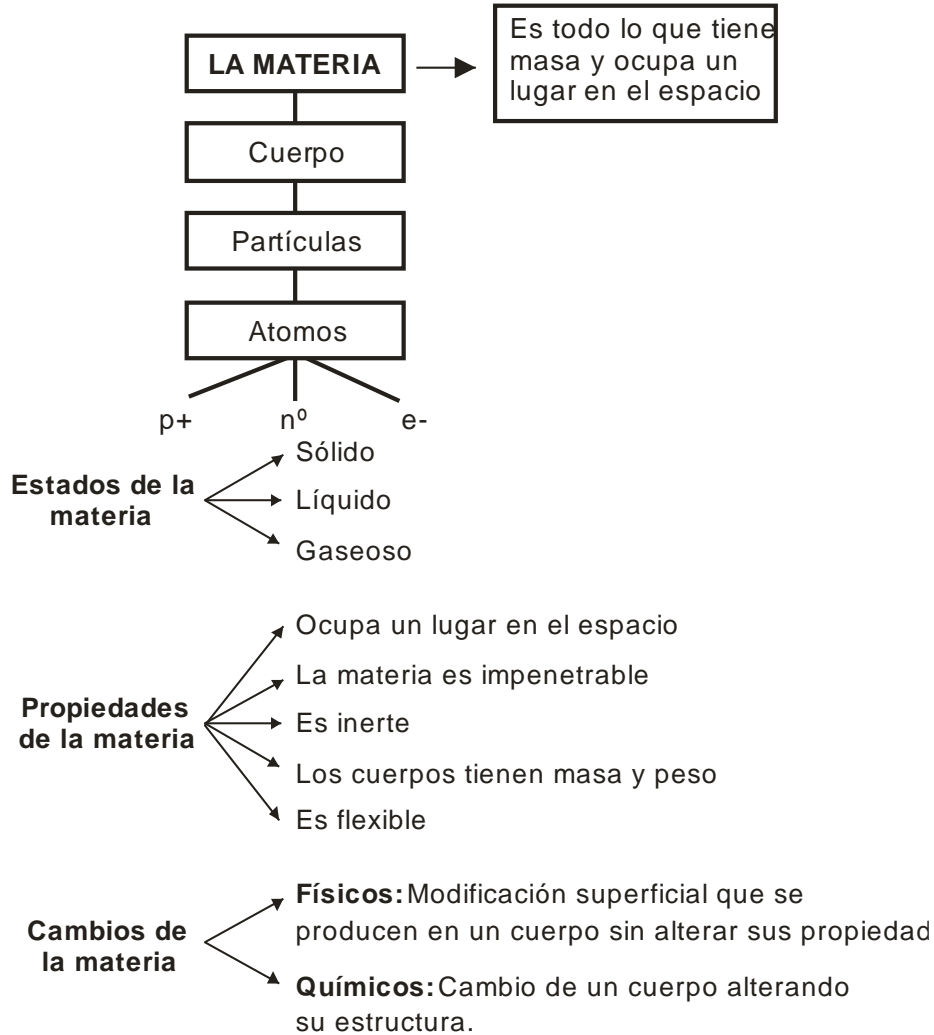 LA MATERIA
Es todo lo que tiene
masa y ocupa un
lugar en el espacio
Cuerpo
Partículas
Atomos
p+ nº e-
Estados de la
materia
Sólido
Líquido
Gaseoso
Propiedades
de la materia
Ocupa un lugar en el espacio
La materia es impenetrable
Es inerte
Los cuerpos tienen masa y peso
Es flexible
Cambios de
la materia
Físicos: Modificación superficial que se
producen en un cuerpo sin alterar sus propiedad
Químicos: Cambio de un cuerpo alterando
su estructura.